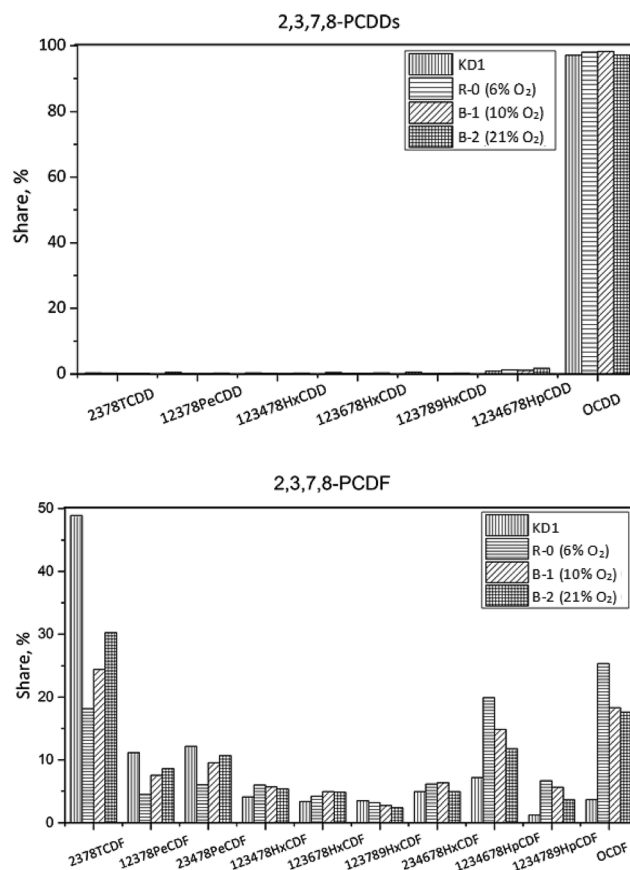 2,3,7,8-PCDDs
100
80
60
40
20
0
Share, %
KD1
R-0 (6% O₂)
B-1 (10% O₂)
B-2 (21% O₂)
2378TCDD
12378PeCDD
123478HxCDD
123678HxCDD
123789HxCDD
1234678HpCDD
OCDD
2,3,7,8-PCDF
50
40
30
20
10
0
Share, %
KD1
R-0 (6% O₂)
B-1 (10% O₂)
B-2 (21% O₂)
2378TCDF
12378PeCDF
23478PeCDF
123478HxCDF
123678HxCDF
123789HxCDF
234678HxCDF
1234678HpCDF
1234789HpCDF
OCDF